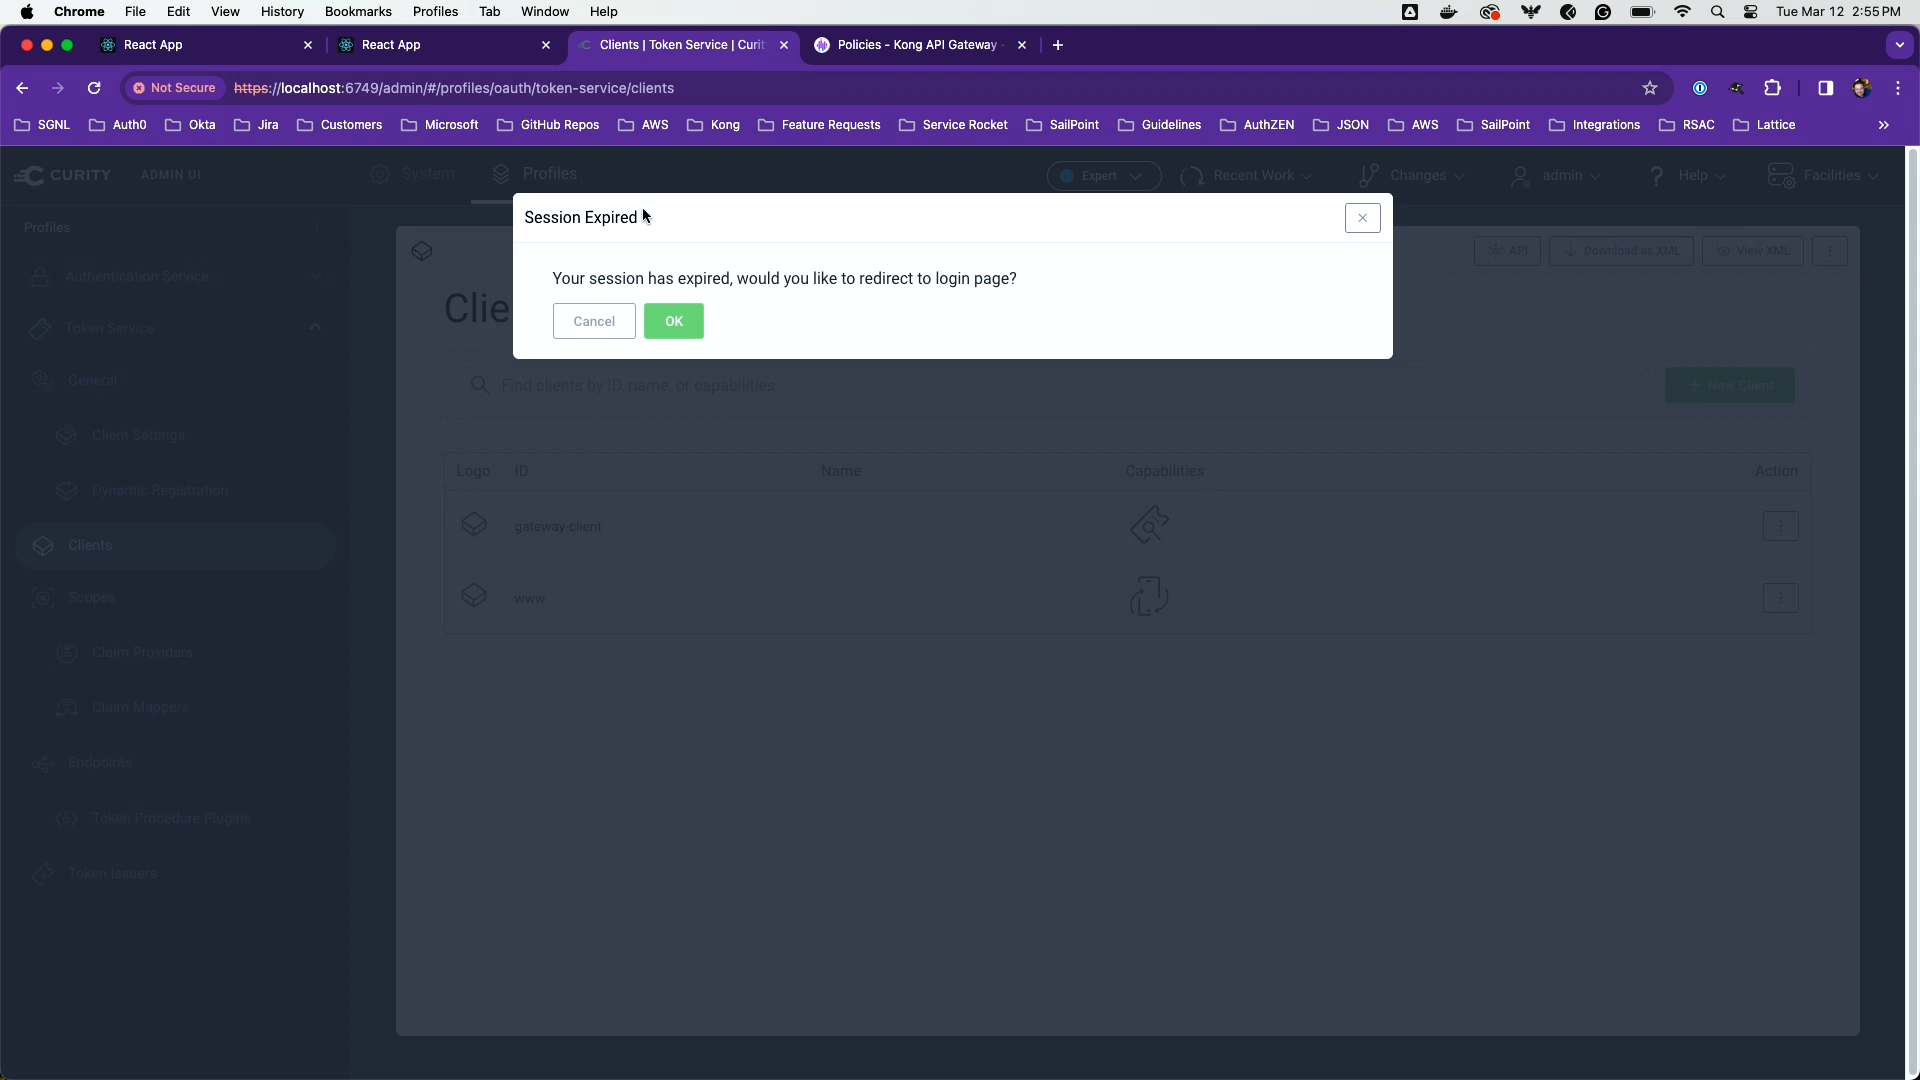 Chrome File Edit View History Bookmarks Profiles Tab Window Help Tue Mar 12 2:55 PM
React App React App Clients | Token Service | Curit Policies - Kong API Gateway -
Not Secure https://localhost:6749/admin/#/profiles/oauth/token-service/clients
SGNL Auth0 Okta Jira Customers Microsoft GitHub Repos AWS Kong Feature Requests Service Rocket SailPoint Guidelines AuthZEN JSON AWS SailPoint Integrations RSAC Lattice »
CURITY ADMIN UI System Profiles Expert Recent Work Changes admin ? Help Facilities
Session Expired
Your session has expired, would you like to redirect to login page?
Cancel OK
Profiles
Authentication Service
Token Service
General
Client Settings
Dynamic Registration
Clients
Scopes
Claim Providers
Claim Mappers
Endpoints
Token Procedure Plugins
Token Issuers
API Download as XML View XML
Clie
Find clients by ID, name, or capabilities
+ New Client
Logo ID Name Capabilities Action
gateway-client
www